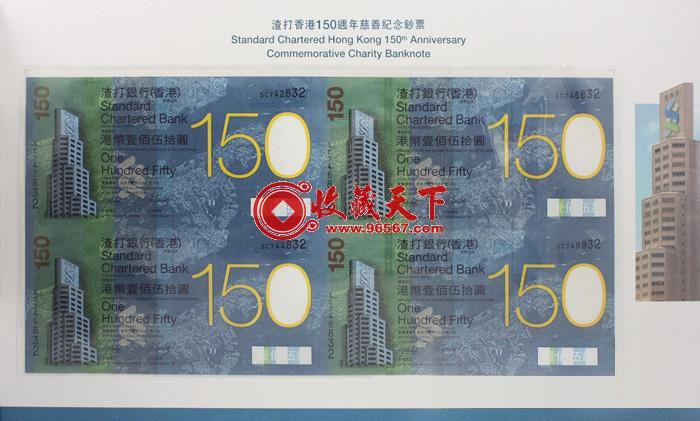 渣打香港150週年慈善紀念鈔票
Standard Chartered Hong Kong 150th Anniversary
Commemorative Charity Banknote
150
渣打銀行(香港)
Standard
Chartered Bank
港幣壹佰伍拾圓
One
Hundred Fifty
SC742832
150
150
渣打銀行(香港)
Standard
Chartered Bank
港幣壹佰伍拾圓
One
Hundred Fifty
SC746832
150
收藏天下
www.96567.com
150
渣打銀行(香港)
Standard
Chartered Bank
港幣壹佰伍拾圓
One
Hundred Fifty
SC744832
150
150
渣打銀行(香港)
Standard
Chartered Bank
港幣壹佰伍拾圓
One
Hundred Fifty
SC748832
150